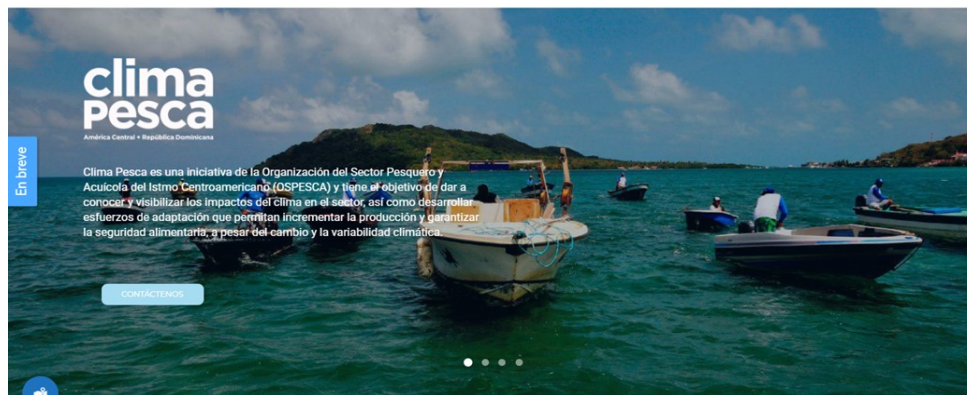 clima
pesca
América Central + República Dominicana
En breve
Clima Pesca es una iniciativa de la Organización del Sector Pesquero y
Acuícola del Istmo Centroamericano (OSPESCA) y tiene el objetivo de dar a
conocer y visibilizar los impactos del clima en el sector, así como desarrollar
esfuerzos de adaptación que permitan incrementar la producción y garantizar
la seguridad alimentaria, a pesar del cambio y la variabilidad climática.
CONTÁCTENOS